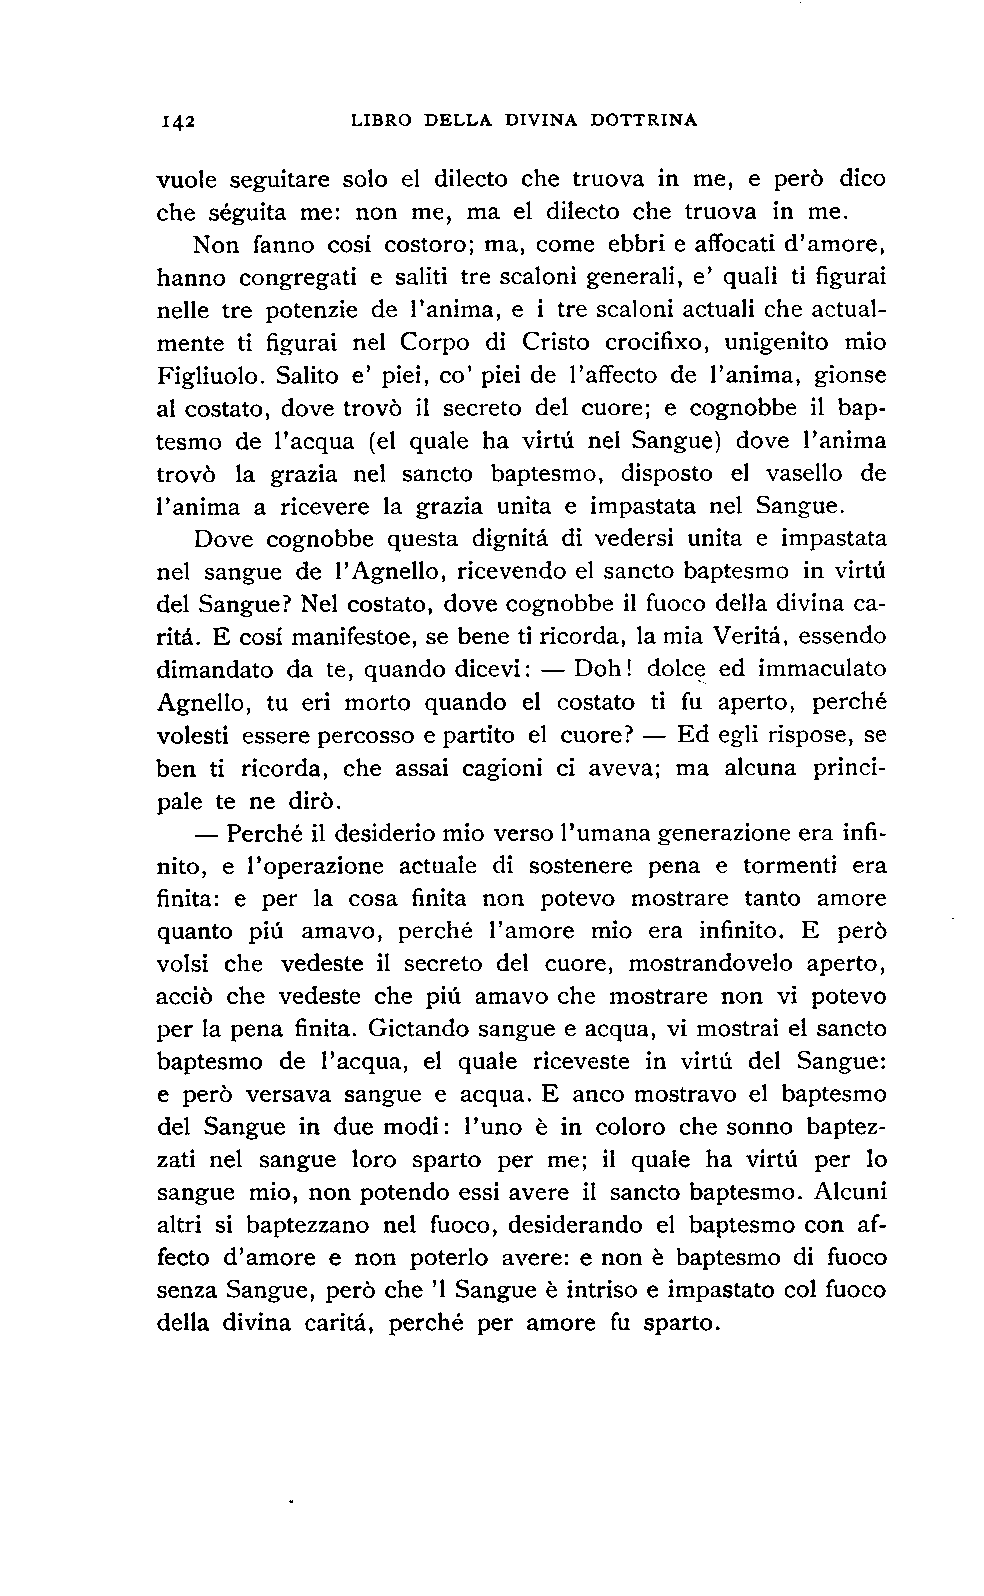 142 LIBRO DELLA DIVINA DOTTRINA
vuole seguitare solo el dilecto che truova in me, e però dico
che séguita me: non me, ma el dilecto che truova in me.
Non fanno cosí costoro; ma, come ebbri e affocati d'amore,
hanno congregati e saliti tre scaloni generali, e' quali ti figurai
nelle tre potenzie de l'anima, e i tre scaloni actuali che actual-
mente ti figurai nel Corpo di Cristo crocifixo, unigenito mio
Figliuolo. Salito e' piei, co' piei de l'affecto de l'anima, gionse
al costato, dove trovò il secreto del cuore; e cognobbe il bap-
tesmo de l'acqua (el quale ha virtú nel Sangue) dove l'anima
trovò la grazia nel sancto baptesmo, disposto el vasello de
l'anima a ricevere la grazia unita e impastata nel Sangue.
Dove cognobbe questa dignitá di vedersi unita e impastata
nel sangue de l'Agnello, ricevendo el sancto baptesmo in virtú
del Sangue? Nel costato, dove cognobbe il fuoco della divina ca-
ritá. E cosí manifestoe, se bene ti ricorda, la mia Veritá, essendo
dimandato da te, quando dicevi: — Doh! dolce ed immaculato
Agnello, tu eri morto quando el costato ti fu aperto, perché
volesti essere percosso e partito el cuore? — Ed egli rispose, se
ben ti ricorda, che assai cagioni ci aveva; ma alcuna princi-
pale te ne dirò.
— Perché il desiderio mio verso l'umana generazione era infi-
nito, e l'operazione actuale di sostenere pena e tormenti era
finita: e per la cosa finita non potevo mostrare tanto amore
quanto piú amavo, perché l'amore mio era infinito. E però
volsi che vedeste il secreto del cuore, mostrandovelo aperto,
acciò che vedeste che piú amavo che mostrare non vi potevo
per la pena finita. Gictando sangue e acqua, vi mostrai el sancto
baptesmo de l'acqua, el quale riceveste in virtú del Sangue:
e però versava sangue e acqua. E anco mostravo el baptesmo
del Sangue in due modi: l'uno è in coloro che sonno baptez-
zati nel sangue loro sparto per me; il quale ha virtú per lo
sangue mio, non potendo essi avere il sancto baptesmo. Alcuni
altri si baptezzano nel fuoco, desiderando el baptesmo con af-
fecto d'amore e non poterlo avere: e non è baptesmo di fuoco
senza Sangue, però che 'l Sangue è intriso e impastato col fuoco
della divina caritá, perché per amore fu sparto.